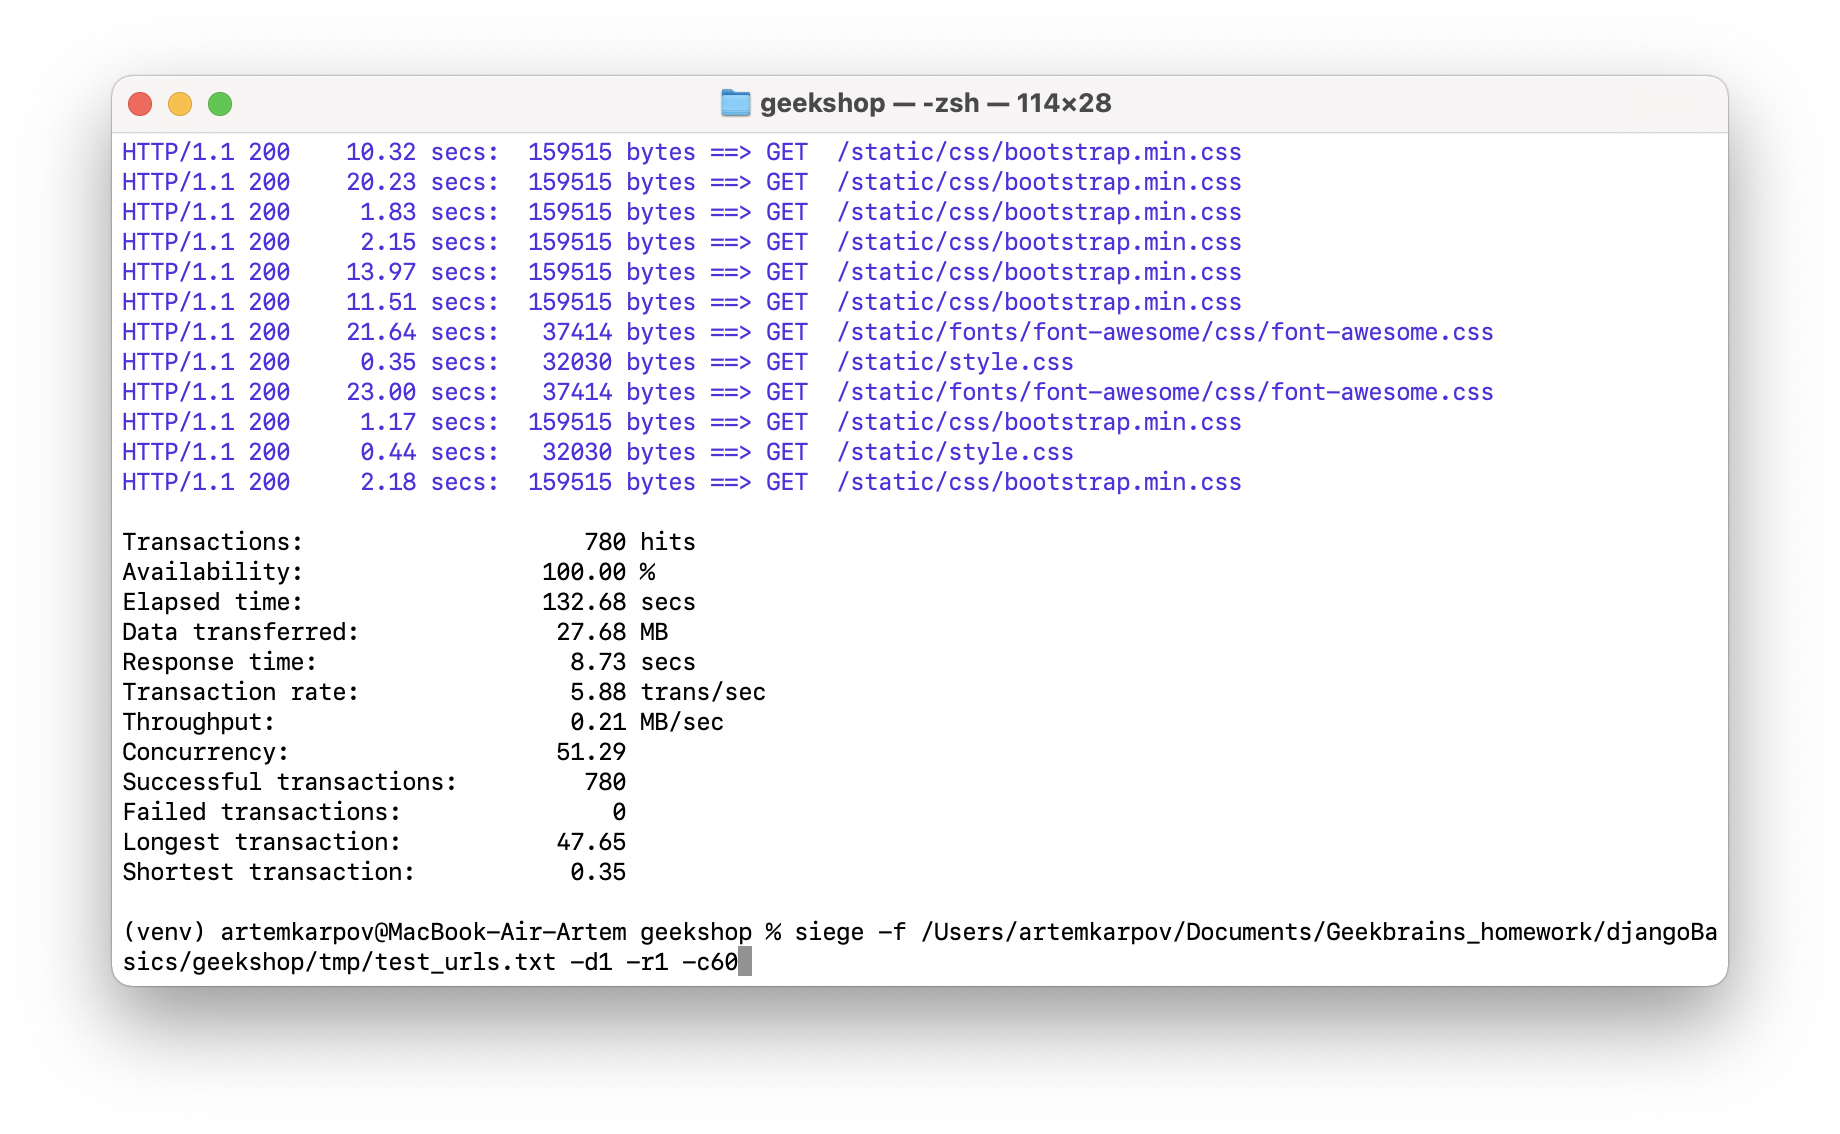 geekshop — -zsh — 114×28
HTTP/1.1 200    10.32 secs:  159515 bytes ==> GET  /static/css/bootstrap.min.css
HTTP/1.1 200    20.23 secs:  159515 bytes ==> GET  /static/css/bootstrap.min.css
HTTP/1.1 200     1.83 secs:  159515 bytes ==> GET  /static/css/bootstrap.min.css
HTTP/1.1 200     2.15 secs:  159515 bytes ==> GET  /static/css/bootstrap.min.css
HTTP/1.1 200    13.97 secs:  159515 bytes ==> GET  /static/css/bootstrap.min.css
HTTP/1.1 200    11.51 secs:  159515 bytes ==> GET  /static/css/bootstrap.min.css
HTTP/1.1 200    21.64 secs:   37414 bytes ==> GET  /static/fonts/font-awesome/css/font-awesome.css
HTTP/1.1 200     0.35 secs:   32030 bytes ==> GET  /static/style.css
HTTP/1.1 200    23.00 secs:   37414 bytes ==> GET  /static/fonts/font-awesome/css/font-awesome.css
HTTP/1.1 200     1.17 secs:  159515 bytes ==> GET  /static/css/bootstrap.min.css
HTTP/1.1 200     0.44 secs:   32030 bytes ==> GET  /static/style.css
HTTP/1.1 200     2.18 secs:  159515 bytes ==> GET  /static/css/bootstrap.min.css
Transactions:                    780 hits
Availability:                 100.00 %
Elapsed time:                 132.68 secs
Data transferred:              27.68 MB
Response time:                  8.73 secs
Transaction rate:               5.88 trans/sec
Throughput:                     0.21 MB/sec
Concurrency:                   51.29
Successful transactions:         780
Failed transactions:               0
Longest transaction:           47.65
Shortest transaction:           0.35
(venv) artemkarpov@MacBook-Air-Artem geekshop % siege -f /Users/artemkarpov/Documents/Geekbrains_homework/djangoBa
sics/geekshop/tmp/test_urls.txt -d1 -r1 -c60